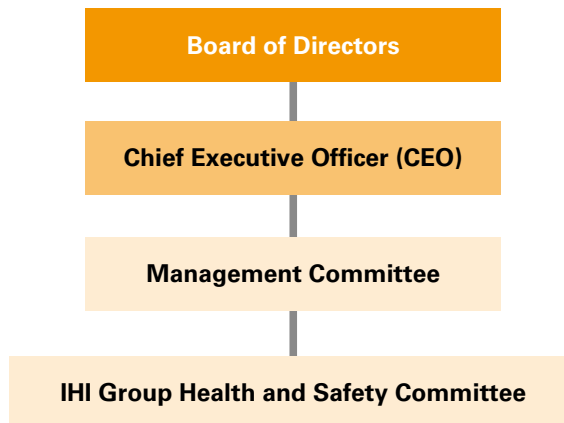 Board of Directors
Chief Executive Officer (CEO)
Management Committee
IHI Group Health and Safety Committee